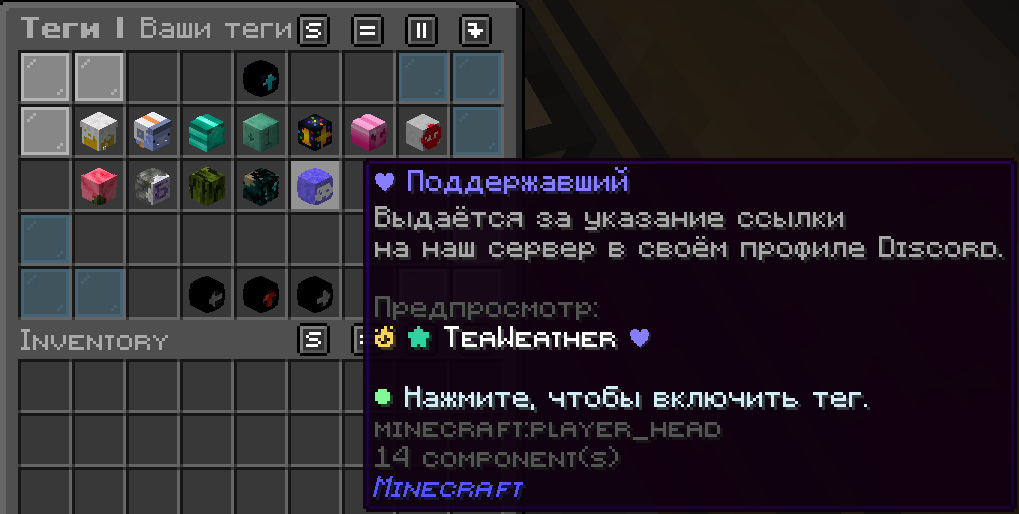 Теги | Ваши теги S
♥ Поддержавший
Выдаётся за указание ссылки
на наш сервер в своём профиле Discord.
Предпросмотр:
TeaWeather ♥
Inventory S
Нажмите, чтобы включить тег.
minecraft:player_head
14 component(s)
Minecraft